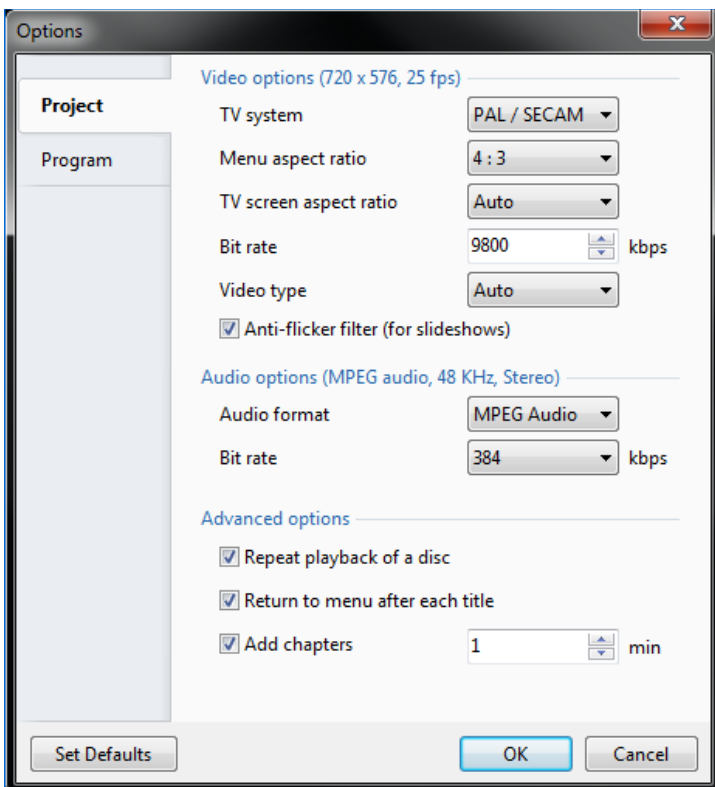 Options
Project
Program
Video options (720 x 576, 25 fps)
TV system PAL / SECAM
Menu aspect ratio 4 : 3
TV screen aspect ratio Auto
Bit rate 9800 kbps
Video type Auto
Anti-flicker filter (for slideshows)
Audio options (MPEG audio, 48 KHz, Stereo)
Audio format MPEG Audio
Bit rate 384 kbps
Advanced options
Repeat playback of a disc
Return to menu after each title
Add chapters 1 min
Set Defaults OK Cancel